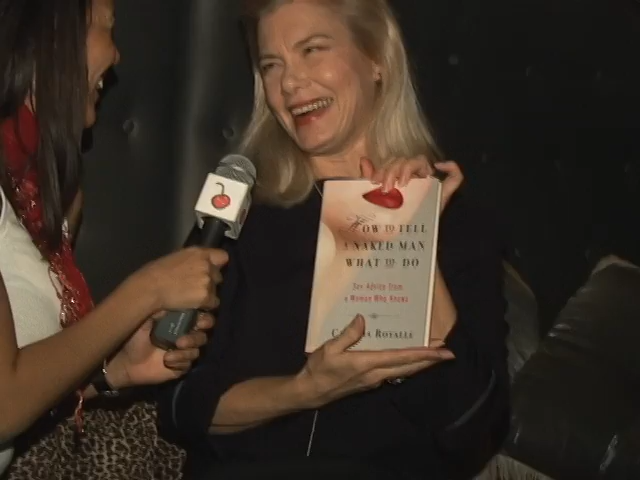 HOW TO TELL
A NAKED MAN
WHAT TO DO
Sex Advice from
a Woman Who Knows
ROYALLE